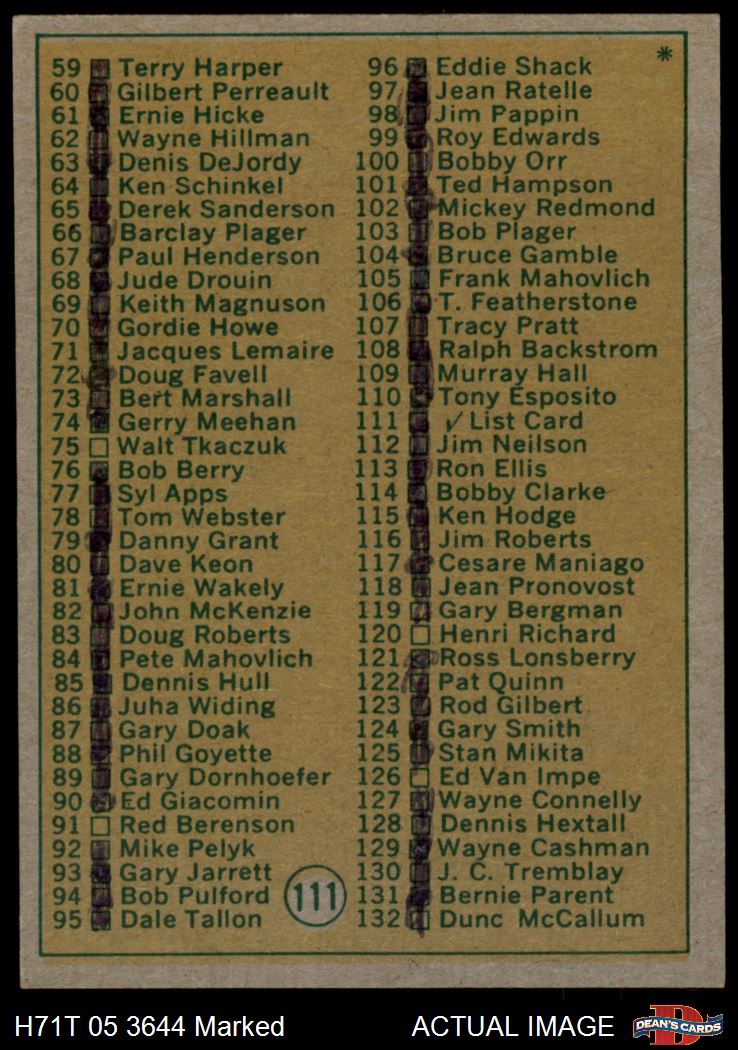 *
59 Terry Harper
60 Gilbert Perreault
61 Ernie Hicke
62 Wayne Hillman
63 Denis DeJordy
64 Ken Schinkel
65 Derek Sanderson
66 Barclay Plager
67 Paul Henderson
68 Jude Drouin
69 Keith Magnuson
70 Gordie Howe
71 Jacques Lemaire
72 Doug Favell
73 Bert Marshall
74 Gerry Meehan
75 Walt Tkaczuk
76 Bob Berry
77 Syl Apps
78 Tom Webster
79 Danny Grant
80 Dave Keon
81 Ernie Wakely
82 John McKenzie
83 Doug Roberts
84 Pete Mahovlich
85 Dennis Hull
86 Juha Widing
87 Gary Doak
88 Phil Goyette
89 Gary Dornhoefer
90 Ed Giacomin
91 Red Berenson
92 Mike Pelyk
93 Gary Jarrett
94 Bob Pulford
95 Dale Tallon
111
96 Eddie Shack
97 Jean Ratelle
98 Jim Pappin
99 Roy Edwards
100 Bobby Orr
101 Ted Hampson
102 Mickey Redmond
103 Bob Plager
104 Bruce Gamble
105 Frank Mahovlich
106 T. Featherstone
107 Tracy Pratt
108 Ralph Backstrom
109 Murray Hall
110 Tony Esposito
111 ✓ List Card
112 Jim Neilson
113 Ron Ellis
114 Bobby Clarke
115 Ken Hodge
116 Jim Roberts
117 Cesare Maniago
118 Jean Pronovost
119 Gary Bergman
120 Henri Richard
121 Ross Lonsberry
122 Pat Quinn
123 Rod Gilbert
124 Gary Smith
125 Stan Mikita
126 Ed Van Impe
127 Wayne Connelly
128 Dennis Hextall
129 Wayne Cashman
130 J. C. Tremblay
131 Bernie Parent
132 Dunc McCallum
H71T 05 3644 Marked
ACTUAL IMAGE
D
DEAN'S CARDS